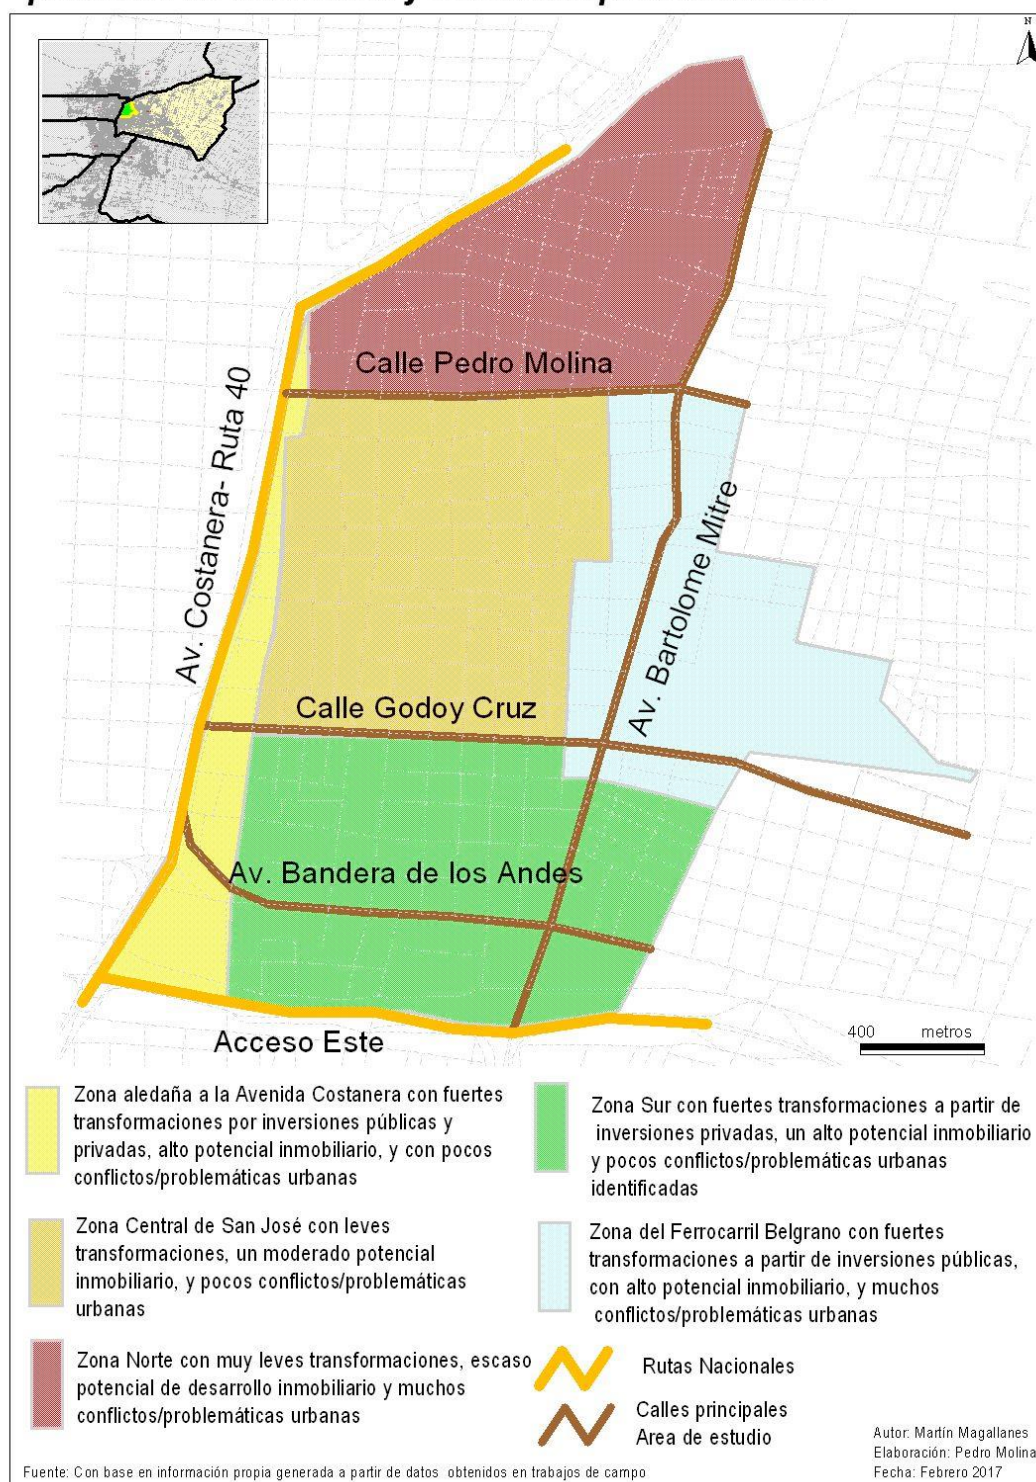 N
Calle Pedro Molina
Av. Costanera- Ruta 40
Av. Bartolome Mitre
Calle Godoy Cruz
Av. Bandera de los Andes
400 metros
Acceso Este
Zona aledaña a la Avenida Costanera con fuertes
transformaciones por inversiones públicas y
privadas, alto potencial inmobiliario, y con pocos
conflictos/problemáticas urbanas
Zona Central de San José con leves
transformaciones, un moderado potencial
inmobiliario, y pocos conflictos/problemáticas
urbanas
Zona Norte con muy leves transformaciones, escaso
potencial de desarrollo inmobiliario y muchos
conflictos/problemáticas urbanas
Zona Sur con fuertes transformaciones a partir de
inversiones privadas, un alto potencial inmobiliario
y pocos conflictos/problemáticas urbanas
identificadas
Zona del Ferrocarril Belgrano con fuertes
transformaciones a partir de inversiones públicas,
con alto potencial inmobiliario, y muchos
conflictos/problemáticas urbanas
Rutas Nacionales
Calles principales
Area de estudio
Autor: Martín Magallanes
Elaboración: Pedro Molina
Fecha: Febrero 2017
Fuente: Con base en información propia generada a partir de datos obtenidos en trabajos de campo